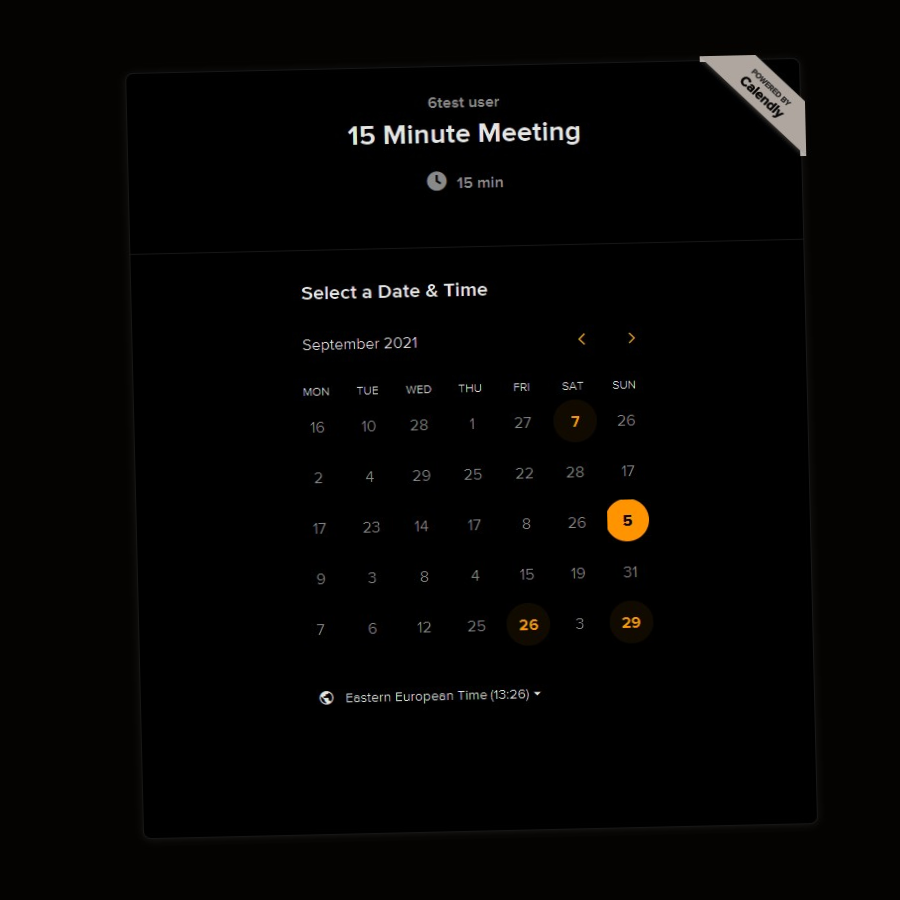 POWERED BY
Calendly
6test user
15 Minute Meeting
15 min
Select a Date & Time
September 2021
MON TUE WED THU FRI SAT SUN
16 10 28 1 27 7 26
2 4 29 25 22 28 17
17 23 14 17 8 26 5
9 3 8 4 15 19 31
7 6 12 25 26 3 29
Eastern European Time (13:26)